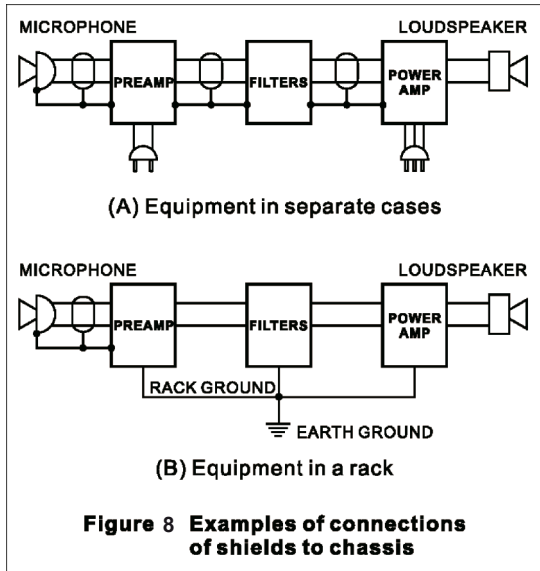 MICROPHONE LOUDSPEAKER
PREAMP FILTERS POWER AMP
(A) Equipment in separate cases
MICROPHONE LOUDSPEAKER
PREAMP FILTERS POWER AMP
RACK GROUND
EARTH GROUND
(B) Equipment in a rack
Figure 8 Examples of connections
of shields to chassis